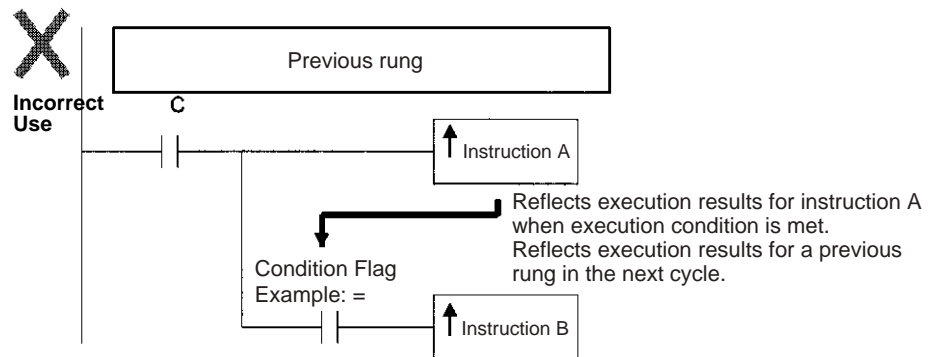 Previous rung
Incorrect
Use
C
Instruction A
Reflects execution results for instruction A
when execution condition is met.
Reflects execution results for a previous
rung in the next cycle.
Condition Flag
Example: =
Instruction B